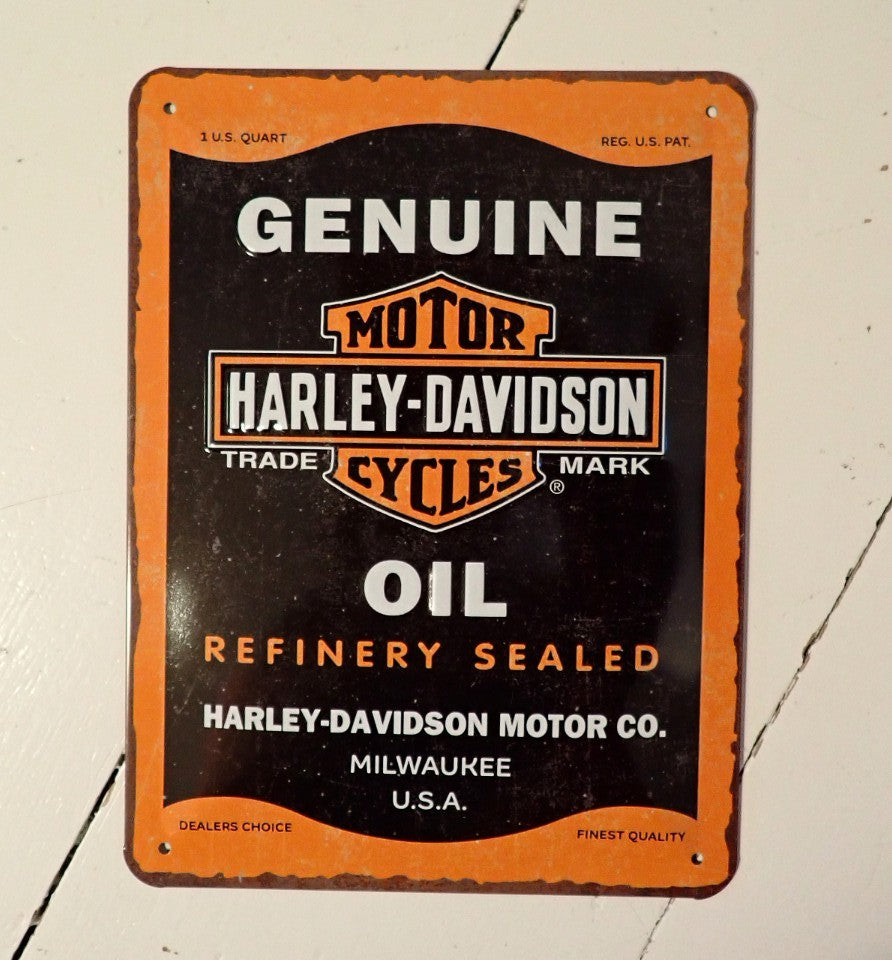 1 U.S. QUART
REG. U.S. PAT.
GENUINE
MOTOR
HARLEY-DAVIDSON
TRADE MARK
CYCLES
®
OIL
REFINERY SEALED
HARLEY-DAVIDSON MOTOR CO.
MILWAUKEE
U.S.A.
DEALERS CHOICE
FINEST QUALITY